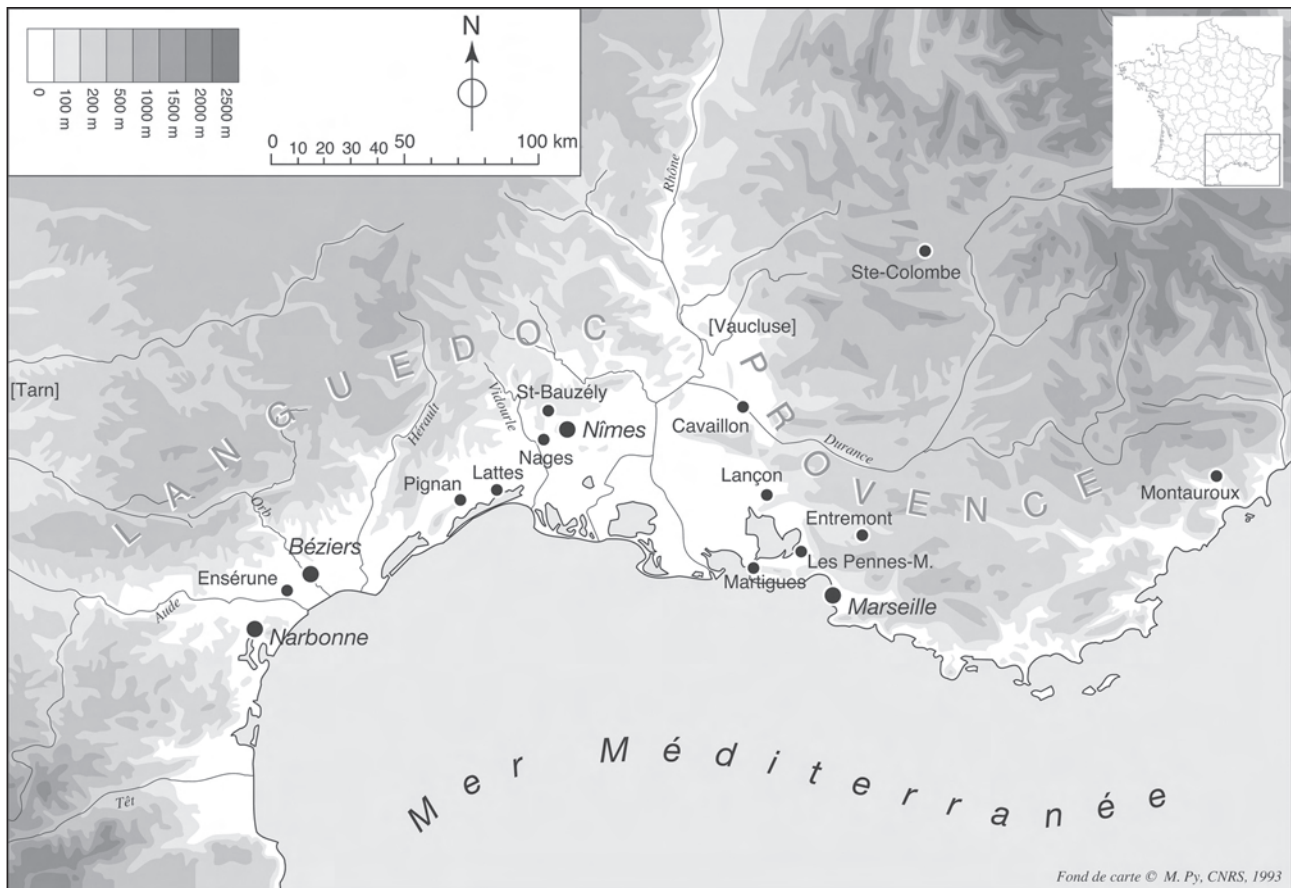 N
0
100 m
200 m
500 m
1000 m
1500 m
2000 m
2500 m
0 10 20 30 40 50 100 km
Rhône
Ste-Colombe
[Vaucluse]
LANGUEDOC
PROVENCE
[Tarn]
Hérault
Vidourle
St-Bauzély
Nîmes
Nages
Cavaillon
Durance
Pignan
Lattes
Lançon
Montauroux
Entremont
Orb
Béziers
Ensérune
Les Pennes-M.
Martigues
Marseille
Aude
Narbonne
Têt
Mer Méditerranée
Fond de carte © M. Py, CNRS, 1993